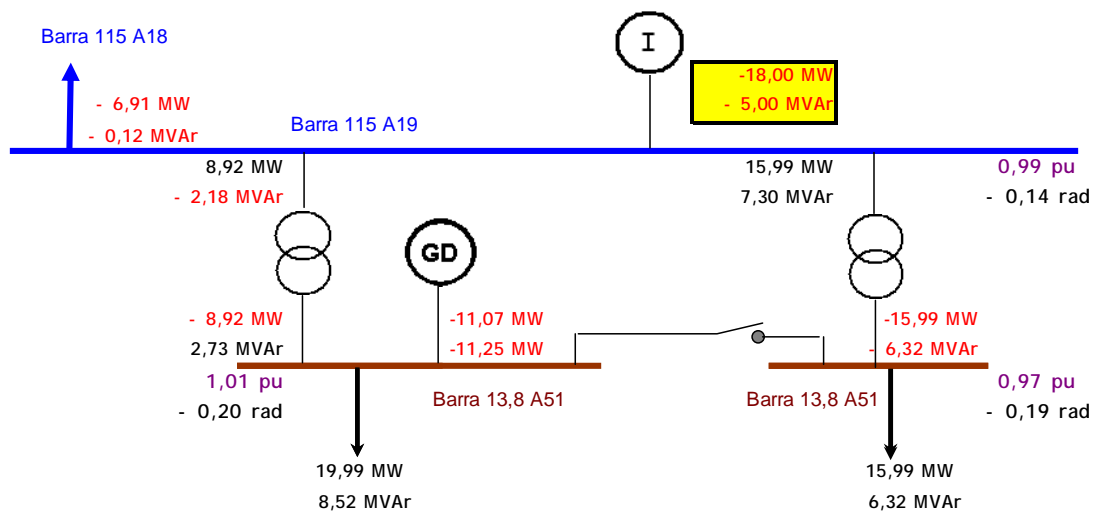 Barra 115 A18
I
-18,00 MW
- 5,00 MVAr
- 6,91 MW
- 0,12 MVAr
Barra 115 A19
8,92 MW
- 2,18 MVAr
15,99 MW
7,30 MVAr
0,99 pu
- 0,14 rad
GD
- 8,92 MW
2,73 MVAr
-11,07 MW
-11,25 MW
-15,99 MW
- 6,32 MVAr
1,01 pu
- 0,20 rad
Barra 13,8 A51
Barra 13,8 A51
0,97 pu
- 0,19 rad
19,99 MW
8,52 MVAr
15,99 MW
6,32 MVAr